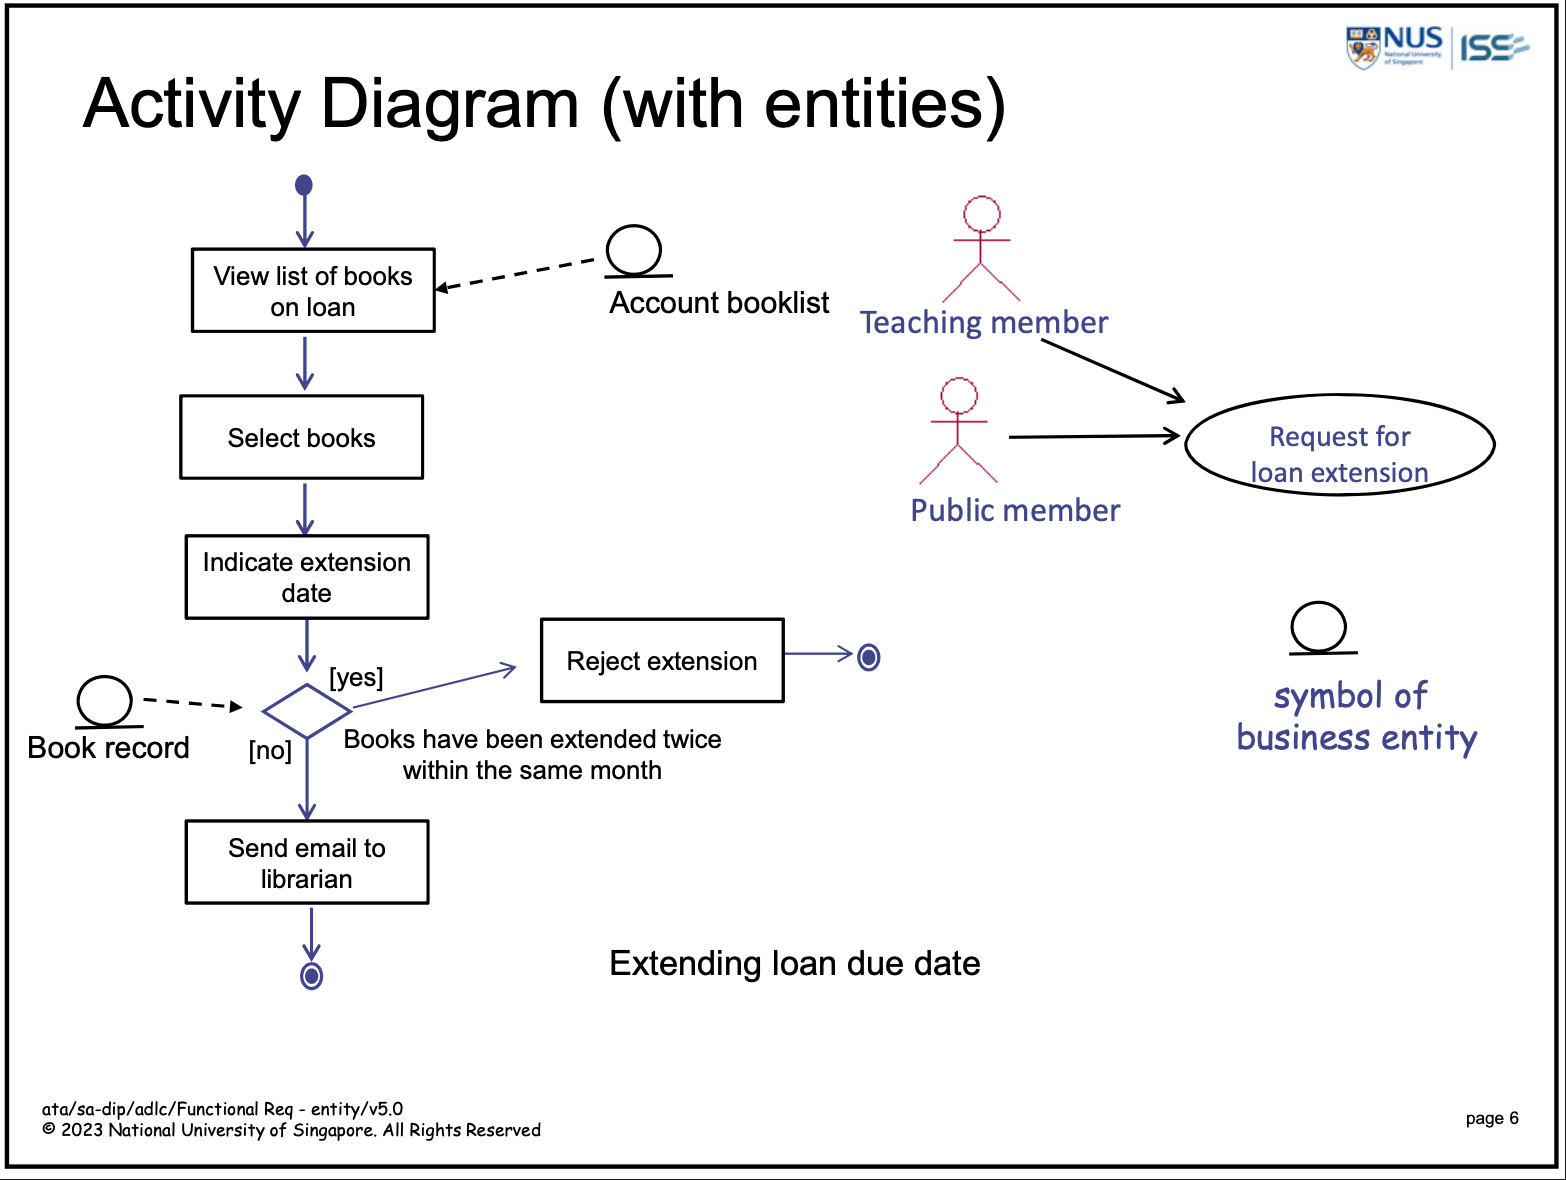 NUS
National University
of Singapore
ISS
Activity Diagram (with entities)
View list of books
on loan
Account booklist
Teaching member
Select books
Request for
loan extension
Public member
Indicate extension
date
Reject extension
[yes]
Book record
[no]
Books have been extended twice
within the same month
symbol of
business entity
Send email to
librarian
Extending loan due date
ata/sa-dip/adlc/Functional Req - entity/v5.0
© 2023 National University of Singapore. All Rights Reserved
page 6